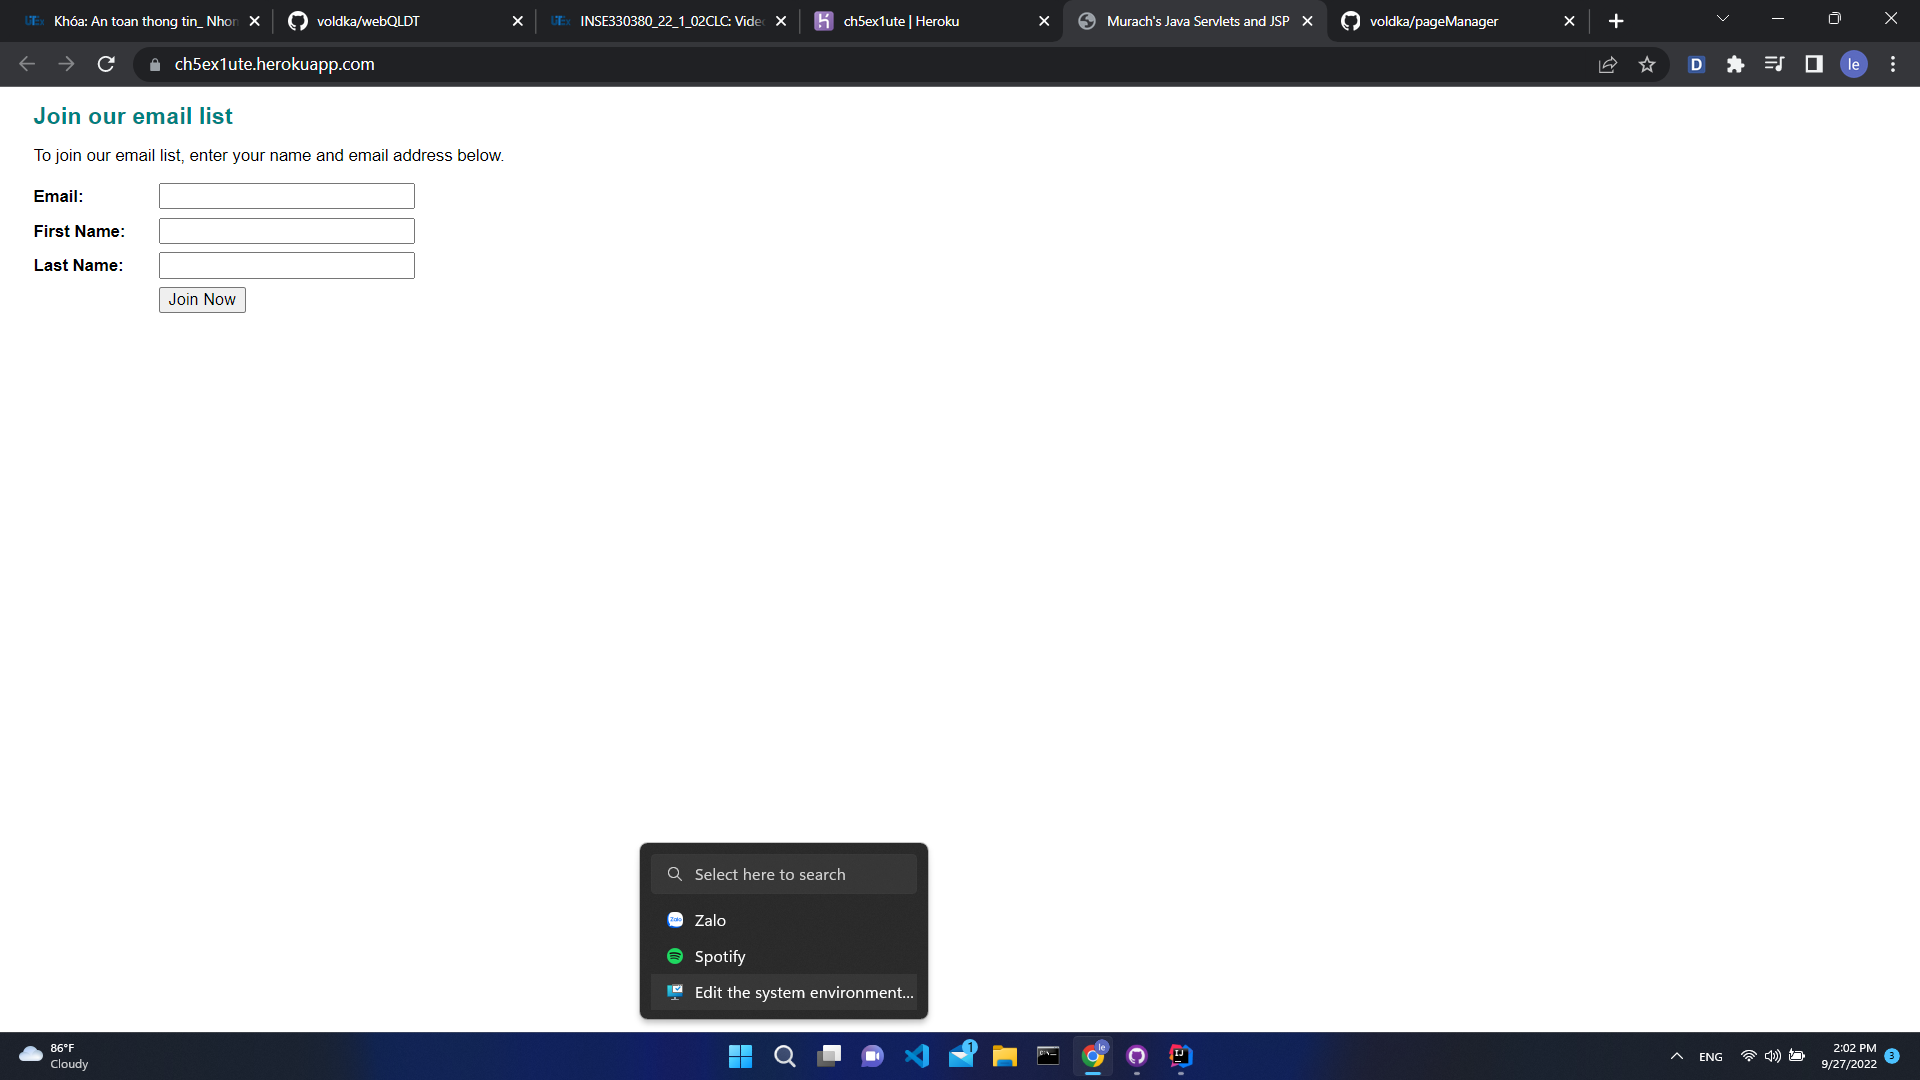 Khóa: An toan thong tin_ Nhon
voldka/webQLDT
INSE330380_22_1_02CLC: Video
ch5ex1ute | Heroku
Murach's Java Servlets and JSP
voldka/pageManager
ch5ex1ute.herokuapp.com
D
le
Join our email list
To join our email list, enter your name and email address below.
Email:
First Name:
Last Name:
Join Now
Select here to search
Zalo
Spotify
Edit the system environment...
86°F
Cloudy
1
le
ENG
2:02 PM
9/27/2022
3